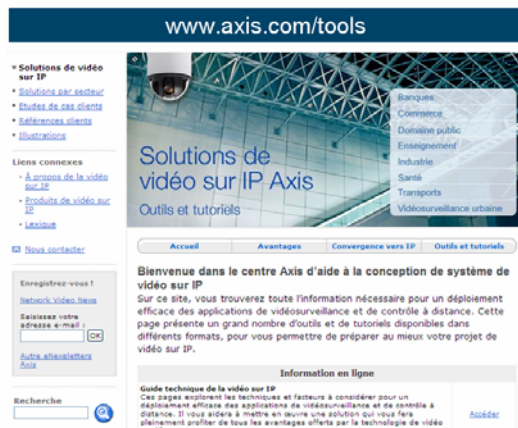 www.axis.com/tools
Solutions de vidéo
sur IP
Solutions par secteur
Etudes de cas clients
Références clients
Illustrations
Liens connexes
À propos de la vidéo
sur IP
Produits de vidéo sur
IP
Lexique
Nous contacter
Enregistrez-vous !
Network Video News
Saisissez votre
adresse e-mail :
OK
Autre eNewsletters
Axis
Recherche
Solutions de
vidéo sur IP Axis
Outils et tutoriels
Banques
Commerce
Domaine public
Enseignement
Industrie
Santé
Transports
Vidéosurveillance urbaine
Accueil Avantages Convergence vers IP Outils et tutoriels
Bienvenue dans le centre Axis d'aide à la conception de système de
vidéo sur IP
Sur ce site, vous trouverez toute l'information nécessaire pour un déploiement
efficace des applications de vidéosurveillance et de contrôle à distance. Cette
page présente un grand nombre d'outils et de tutoriels disponibles dans
différents formats, pour vous permettre de préparer au mieux votre projet de
vidéo sur IP.
Information en ligne
Guide technique de la vidéo sur IP
Ces pages explorent les techniques et facteurs à considérer pour un
déploiement efficace des applications de vidéosurveillance et de contrôle à
distance. Il vous aidera à mettre en œuvre une solution qui vous fera
pleinement profiter de tous les avantages offerts par la technologie de vidéo
Accéder